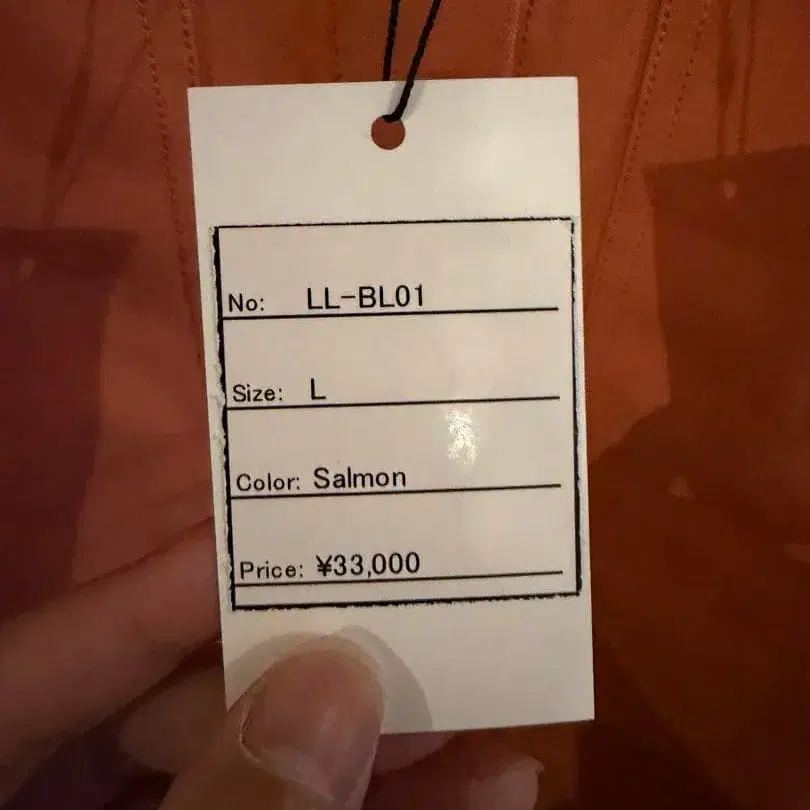 No: LL-BL01
Size: L
Color: Salmon
Price: ¥33,000